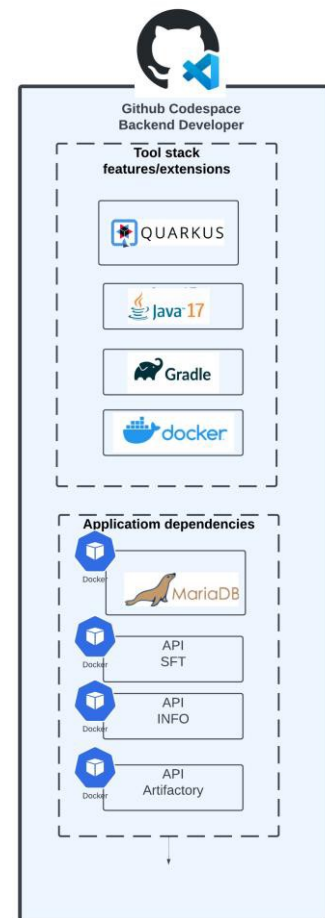 Github Codespace
Backend Developer
Tool stack
features/extensions
QUARKUS
Java 17
Gradle
docker
Applicatiom dependencies
Docker
MariaDB
API
SFT
Docker
API
INFO
Docker
API
Artifactory
Docker